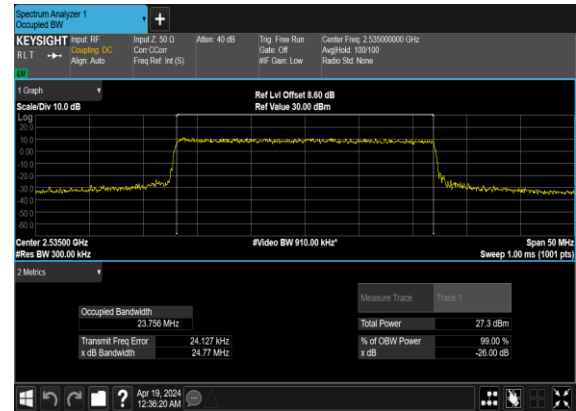 Spectrum Analyzer 1
Occupied BW
+
KEYSIGHT Input: RF Input Z: 50 Ω Atten: 40 dB Trig: Free Run Center Freq: 2.535000000 GHz
RLT Coupling: DC Corr CCorr Gate: Off Avg|Hold: 100/100
Align: Auto Freq Ref: Int (S) #IF Gain: Low Radio Std: None
LXI
1 Graph
Ref Lvl Offset 8.60 dB
Scale/Div 10.0 dB Ref Value 30.00 dBm
Log
20.0
10.0
0.00
-10.0
-20.0
-30.0
-40.0
-50.0
-60.0
Center 2.53500 GHz #Video BW 910.00 kHz* Span 50 MHz
#Res BW 300.00 kHz Sweep 1.00 ms (1001 pts)
2 Metrics
Measure Trace Trace 1
Occupied Bandwidth
23.756 MHz Total Power 27.3 dBm
Transmit Freq Error 24.127 kHz % of OBW Power 99.00 %
x dB Bandwidth 24.77 MHz x dB -26.00 dB
? Apr 19, 2024
12:36:20 AM